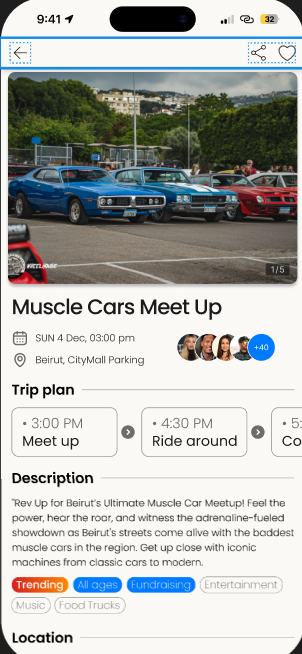 9:41
32
1/5
Muscle Cars Meet Up
SUN 4 Dec, 03:00 pm
Beirut, CityMall Parking
+40
Trip plan
• 3:00 PM
Meet up
• 4:30 PM
Ride around
• 5:
Co
Description
"Rev Up for Beirut's Ultimate Muscle Car Meetup! Feel the
power, hear the roar, and witness the adrenaline-fueled
showdown as Beirut's streets come alive with the baddest
muscle cars in the region. Get up close with iconic
machines from classic cars to modern.
Trending All ages Fundraising Entertainment
Music Food Trucks
Location